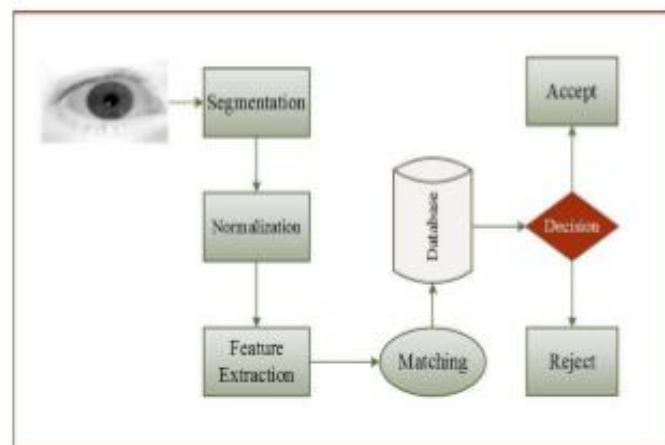 Segmentation
Normalization
Feature
Extraction
Matching
Database
Decision
Accept
Reject